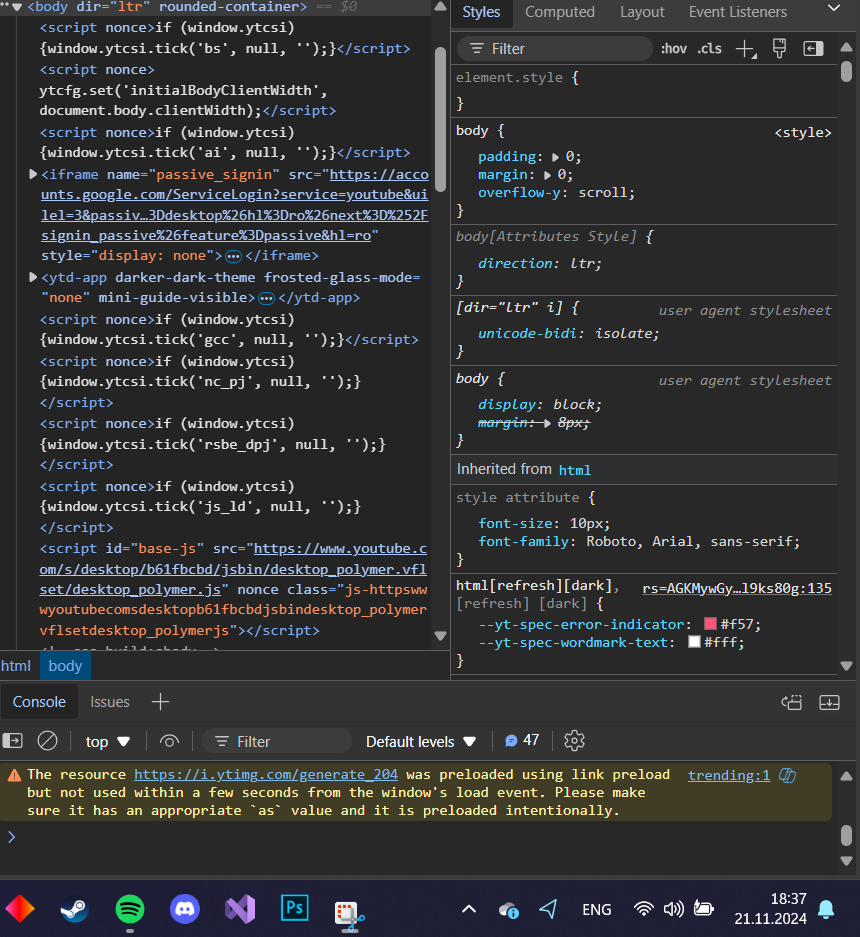 <body dir="ltr" rounded-container> == $0
<script nonce>if (window.ytcsi)
{window.ytcsi.tick('bs', null, '');}</script>
<script nonce>
ytcfg.set('initialBodyClientWidth',
document.body.clientWidth);</script>
<script nonce>if (window.ytcsi)
{window.ytcsi.tick('ai', null, '');}</script>
<iframe name="passive_signin" src="https://acco
unts.google.com/ServiceLogin?service=youtube&ui
lel=3&passiv…3Ddesktop%26hl%3Dro%26next%3D%252F
signin_passive%26feature%3Dpassive&hl=ro"
style="display: none">…</iframe>
<ytd-app darker-dark-theme frosted-glass-mode=
"none" mini-guide-visible>…</ytd-app>
<script nonce>if (window.ytcsi)
{window.ytcsi.tick('gcc', null, '');}</script>
<script nonce>if (window.ytcsi)
{window.ytcsi.tick('nc_pj', null, '');}
</script>
<script nonce>if (window.ytcsi)
{window.ytcsi.tick('rsbe_dpj', null, '');}
</script>
<script nonce>if (window.ytcsi)
{window.ytcsi.tick('js_ld', null, '');}
</script>
<script id="base-js" src="https://www.youtube.c
om/s/desktop/b61fbcbd/jsbin/desktop_polymer.vfl
set/desktop_polymer.js" nonce class="js-httpsww
wyoutubecomsdesktopb61fbcbdjsbindesktop_polymer
vflsetdesktop_polymerjs"></script>
html body
Styles Computed Layout Event Listeners
Filter :hov .cls
element.style {
}
body { <style>
padding: 0;
margin: 0;
overflow-y: scroll;
}
body[Attributes Style] {
direction: ltr;
}
[dir="ltr" i] { user agent stylesheet
unicode-bidi: isolate;
}
body { user agent stylesheet
display: block;
margin: 8px;
}
Inherited from html
style attribute {
font-size: 10px;
font-family: Roboto, Arial, sans-serif;
}
html[refresh][dark], rs=AGKMywGy…l9ks80g:135
[refresh] [dark] {
--yt-spec-error-indicator: #f57;
--yt-spec-wordmark-text: #fff;
}
Console Issues
top Filter Default levels 47
The resource https://i.ytimg.com/generate_204 was preloaded using link preload trending:1
but not used within a few seconds from the window's load event. Please make
sure it has an appropriate `as` value and it is preloaded intentionally.
Ps ENG 18:37
21.11.2024